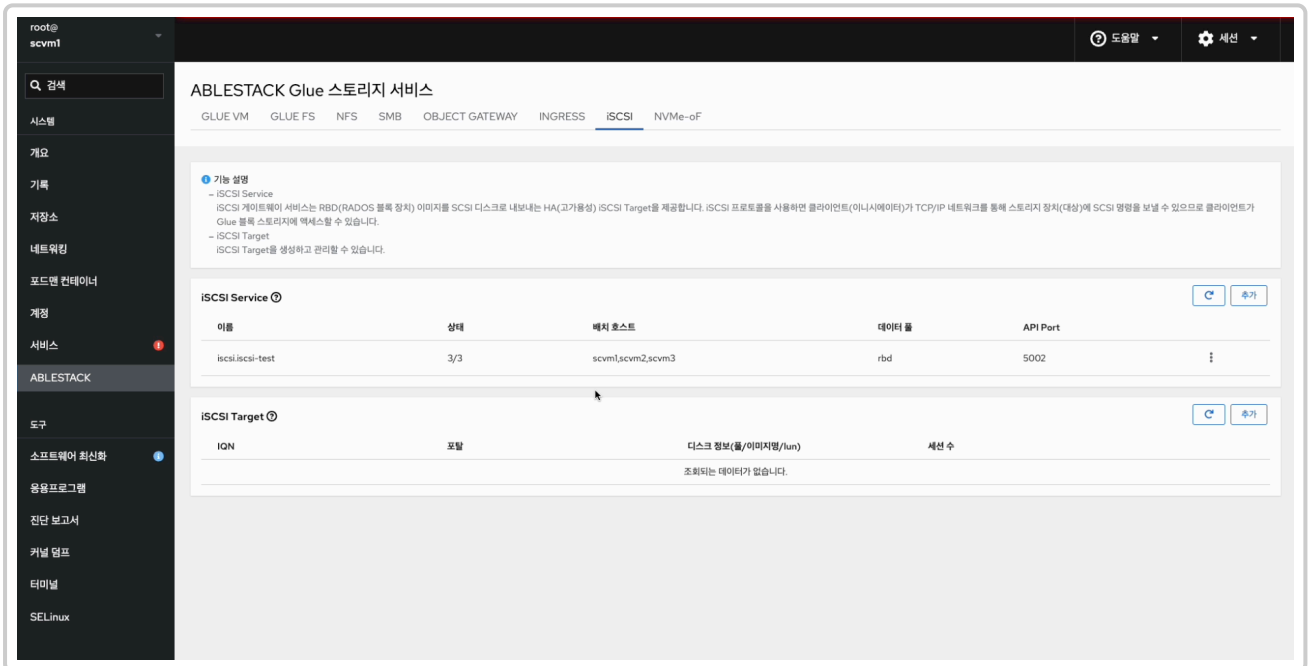 root@
scvm1
도움말
세션
검색
시스템
개요
기록
저장소
네트워킹
포드맨 컨테이너
계정
서비스
ABLESTACK
도구
소프트웨어 최신화
응용프로그램
진단 보고서
커널 덤프
터미널
SELinux
ABLESTACK Glue 스토리지 서비스
GLUE VM GLUE FS NFS SMB OBJECT GATEWAY INGRESS iSCSI NVMe-oF
기능 설명
– iSCSI Service
iSCSI 게이트웨이 서비스는 RBD(RADOS 블록 장치) 이미지를 SCSI 디스크로 내보내는 HA(고가용성) iSCSI Target을 제공합니다. iSCSI 프로토콜을 사용하면 클라이언트(이니시에이터)가 TCP/IP 네트워크를 통해 스토리지 장치(대상)에 SCSI 명령을 보낼 수 있으므로 클라이언트가
Glue 블록 스토리지에 액세스할 수 있습니다.
– iSCSI Target
iSCSI Target을 생성하고 관리할 수 있습니다.
iSCSI Service
추가
이름 상태 배치 호스트 데이터 풀 API Port
iscsi.iscsi-test 3/3 scvm1,scvm2,scvm3 rbd 5002
iSCSI Target
추가
IQN 포탈 디스크 정보(풀/이미지명/lun) 세션 수
조회되는 데이터가 없습니다.